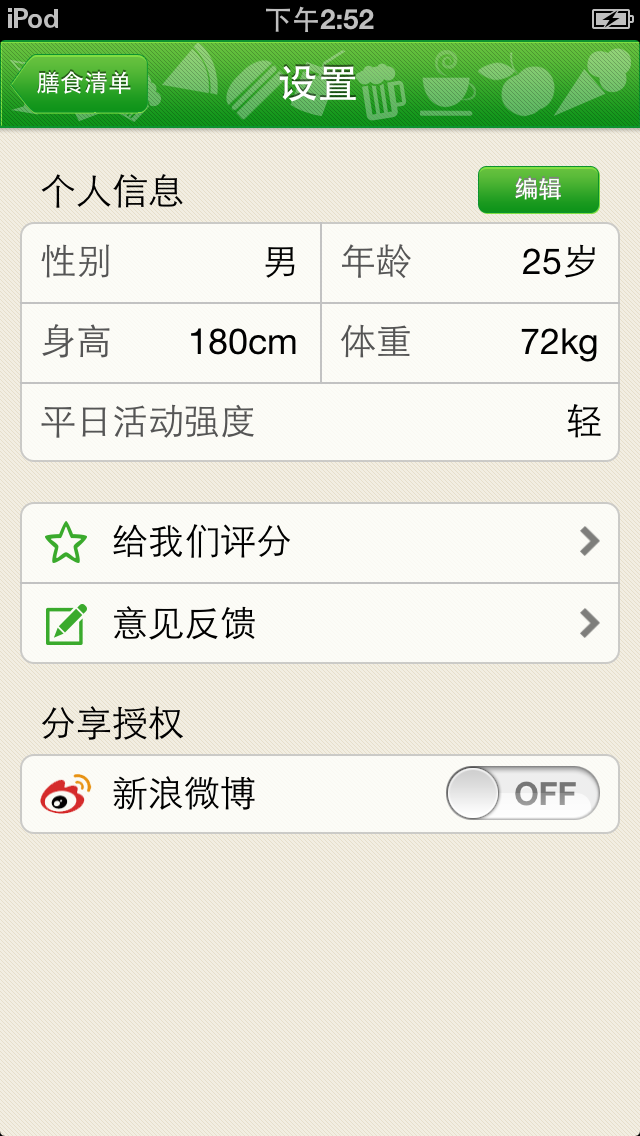 iPod 下午2:52
膳食清单 设置
个人信息 编辑
性别 男 年龄 25岁
身高 180cm 体重 72kg
平日活动强度 轻
给我们评分
意见反馈
分享授权
新浪微博 OFF